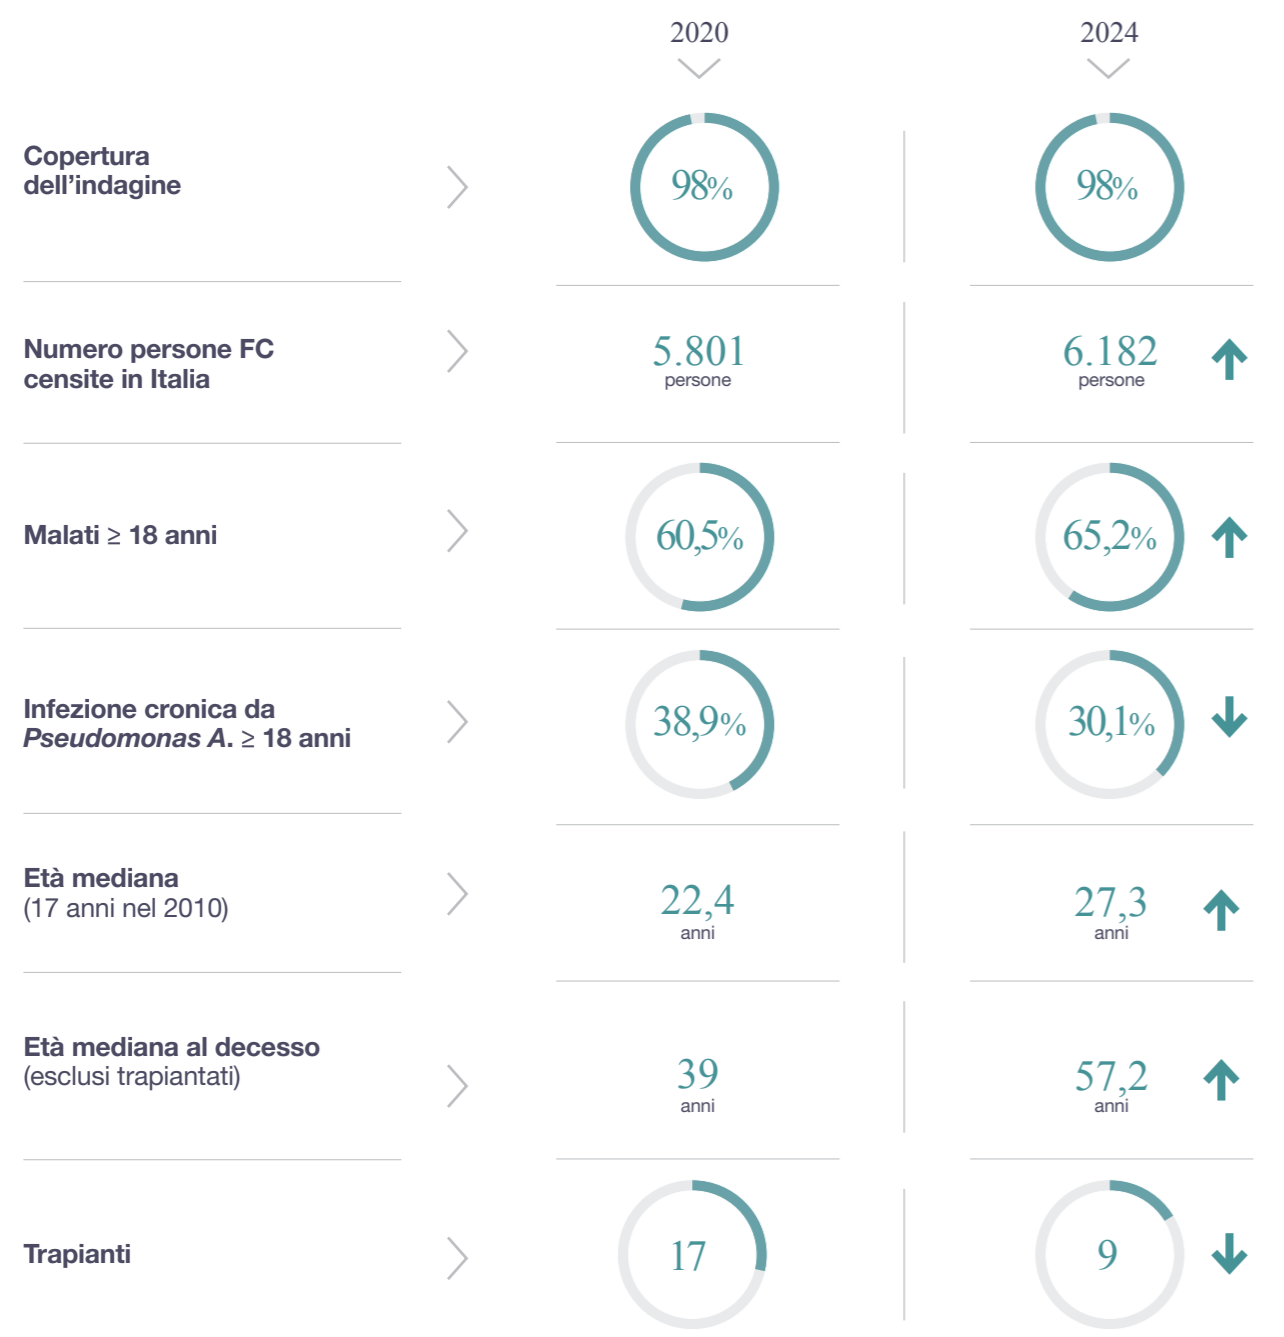 2020
2024
Copertura
dell'indagine
98%
98%
Numero persone FC
censite in Italia
5.801
persone
6.182
persone
Malati ≥ 18 anni
60,5%
65,2%
Infezione cronica da
Pseudomonas A. ≥ 18 anni
38,9%
30,1%
Età mediana
(17 anni nel 2010)
22,4
anni
27,3
anni
Età mediana al decesso
(esclusi trapiantati)
39
anni
57,2
anni
Trapianti
17
9